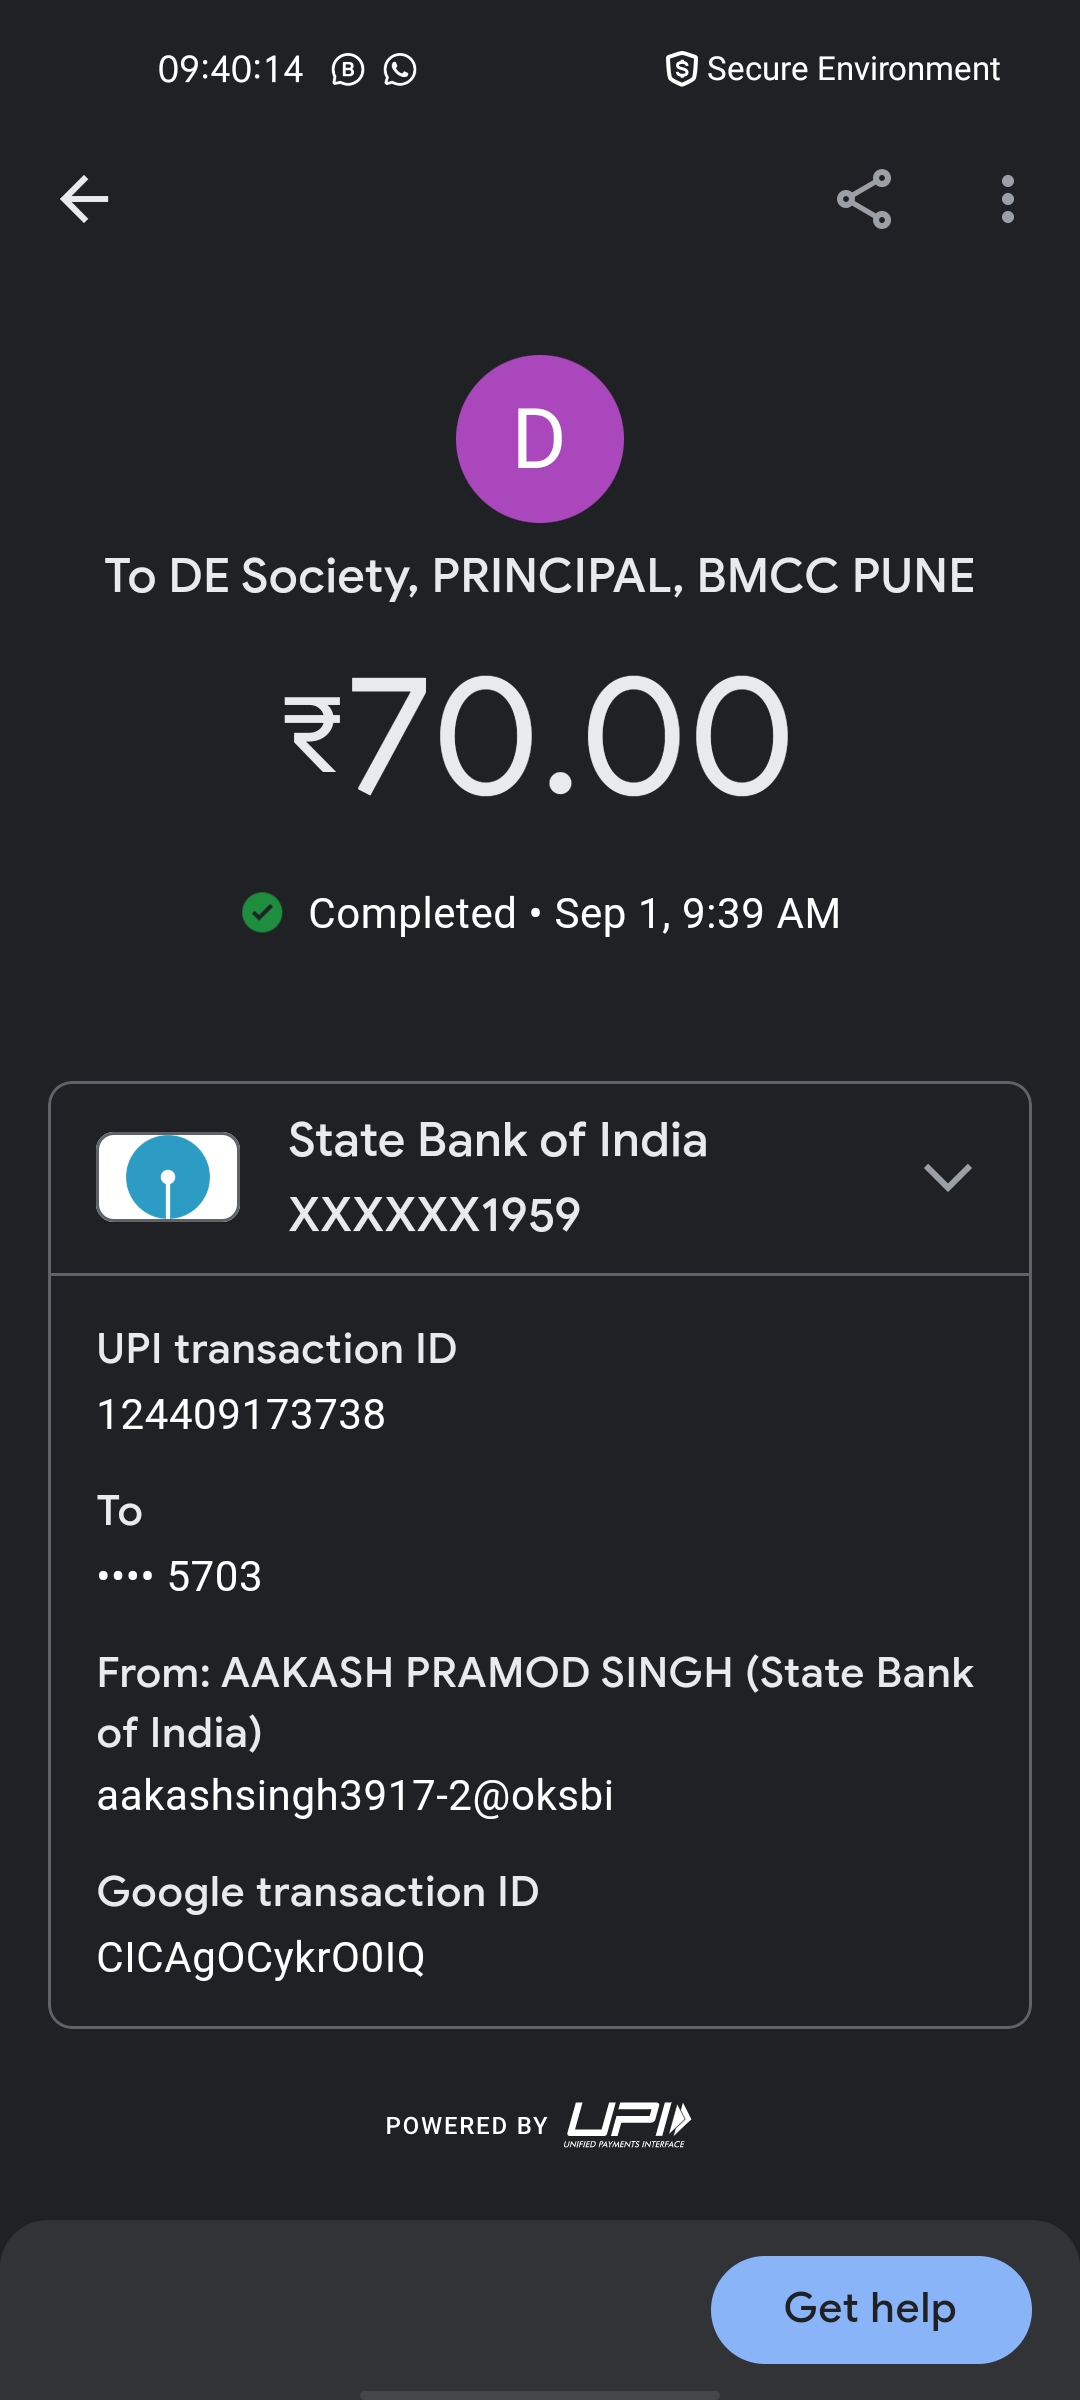 09:40:14
Secure Environment
D
To DE Society, PRINCIPAL, BMCC PUNE
₹70.00
Completed • Sep 1, 9:39 AM
State Bank of India
XXXXXX1959
UPI transaction ID
124409173738
To
•••• 5703
From: AAKASH PRAMOD SINGH (State Bank
of India)
aakashsingh3917-2@oksbi
Google transaction ID
CICAgOCykrO0IQ
POWERED BY UPI
UNIFIED PAYMENTS INTERFACE
Get help